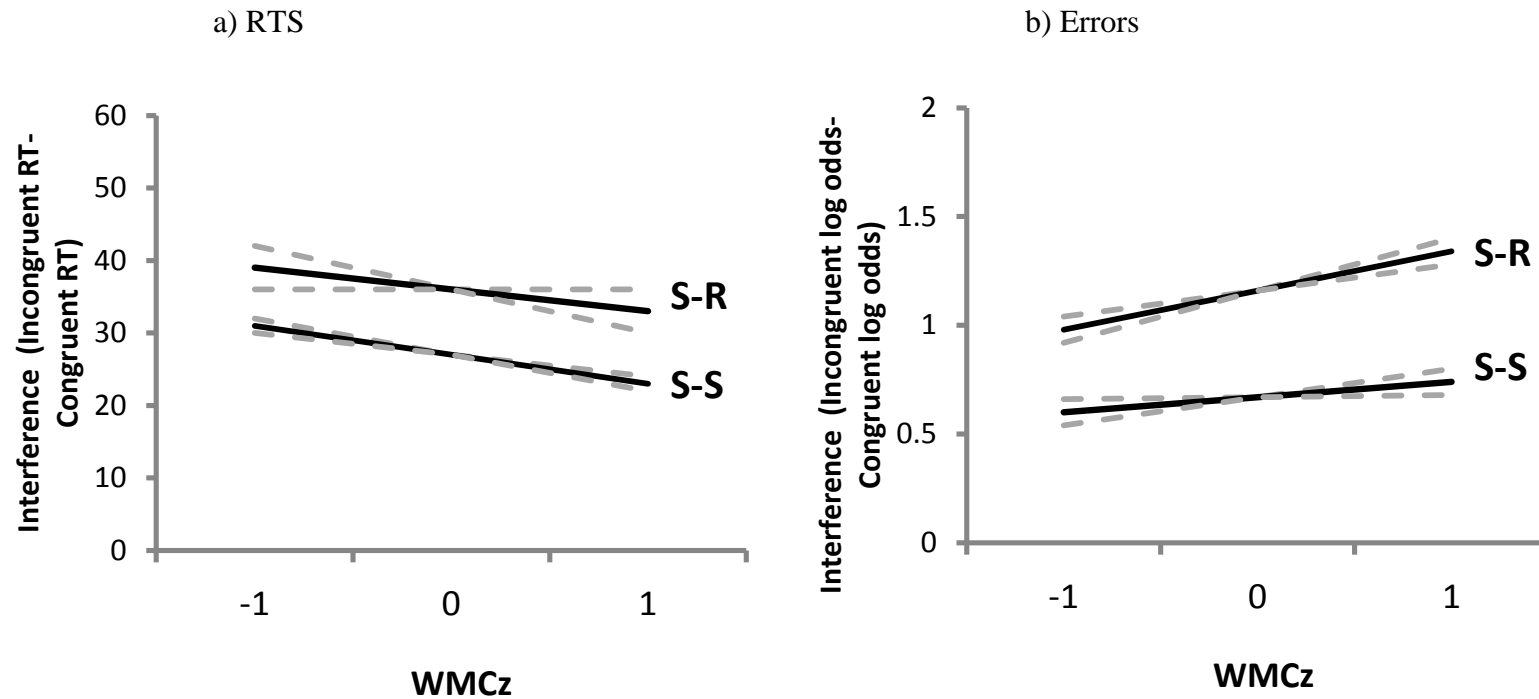 a) RTS
b) Errors
Interference (Incongruent RT-
Congruent RT)
60
50
40
30
20
10
0
S-R
S-S
-1 0 1
WMCz
Interference (Incongruent log odds-
Congruent log odds)
2
1.5
1
0.5
0
S-R
S-S
-1 0 1
WMCz